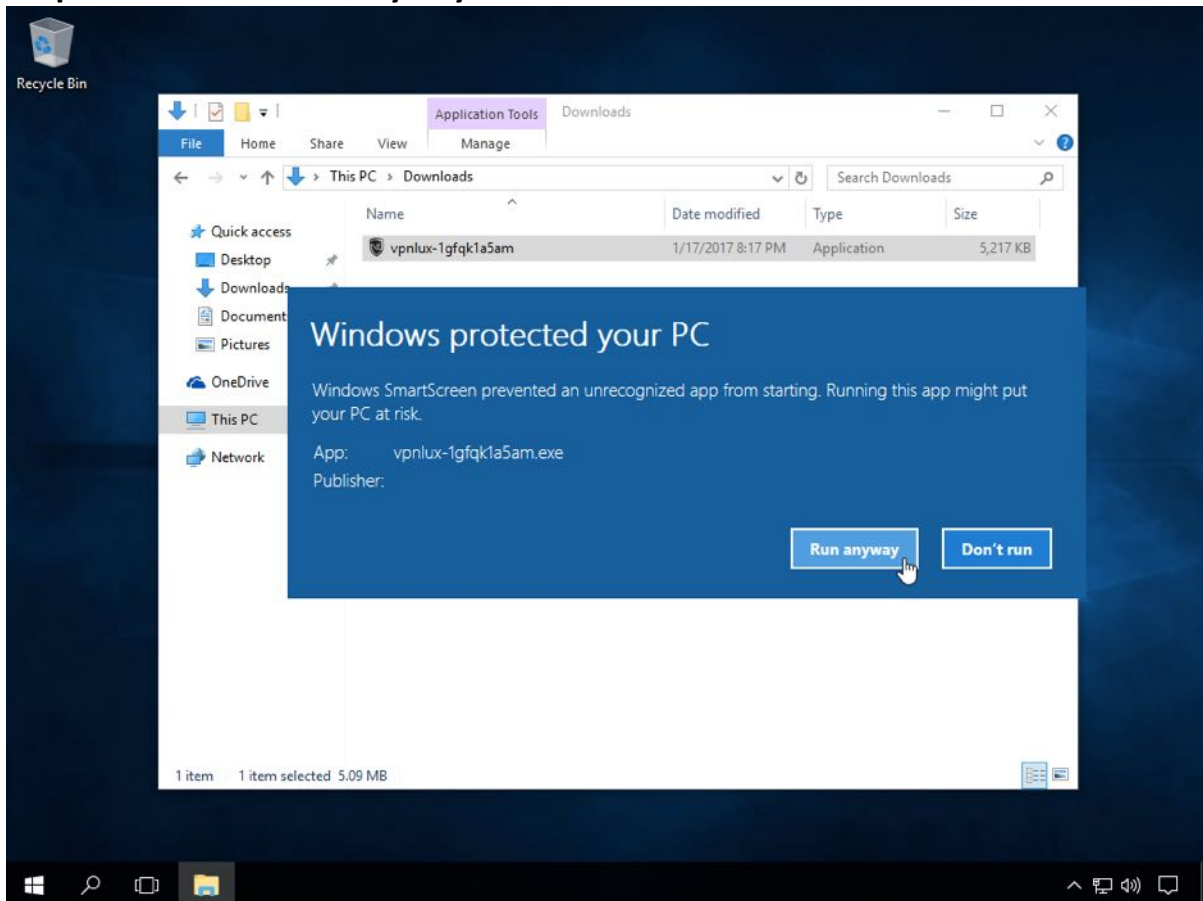 Recycle Bin
Application Tools Downloads
File Home Share View Manage
This PC > Downloads Search Downloads
Name Date modified Type Size
Quick access
vpnlux-1gfqk1a5am 1/17/2017 8:17 PM Application 5,217 KB
Desktop
Downloads
Document
Pictures
OneDrive
This PC
Network
Windows protected your PC
Windows SmartScreen prevented an unrecognized app from starting. Running this app might put
your PC at risk.
App: vpnlux-1gfqk1a5am.exe
Publisher:
Run anyway Don't run
1 item 1 item selected 5.09 MB